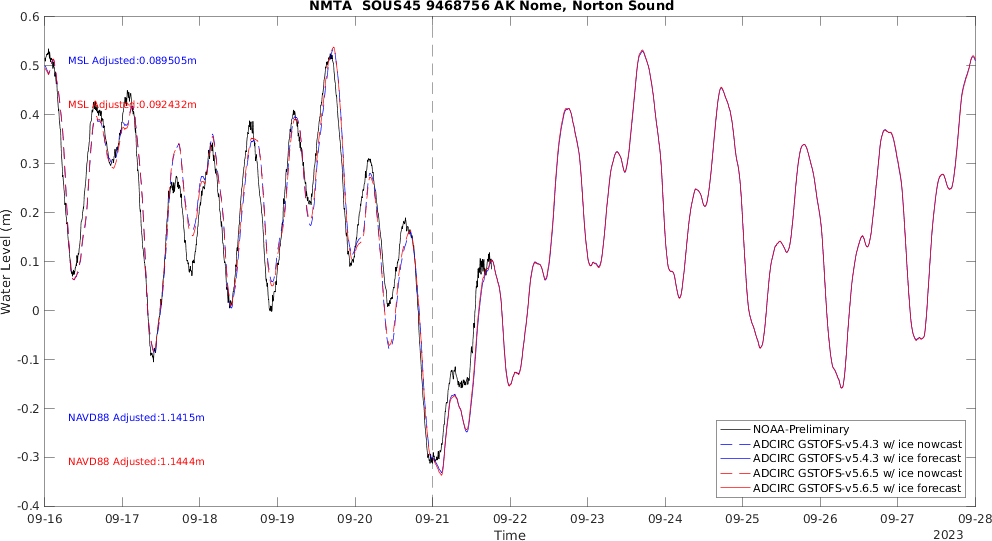 NMTA SOUS45 9468756 AK Nome, Norton Sound
0.6
0.5
0.4
0.3
0.2
0.1
0
-0.1
-0.2
-0.3
-0.4
Water Level (m)
MSL Adjusted:0.089505m
MSL Adjusted:0.092432m
NAVD88 Adjusted:1.1415m
NAVD88 Adjusted:1.1444m
NOAA-Preliminary
ADCIRC GSTOFS-v5.4.3 w/ ice nowcast
ADCIRC GSTOFS-v5.4.3 w/ ice forecast
ADCIRC GSTOFS-v5.6.5 w/ ice nowcast
ADCIRC GSTOFS-v5.6.5 w/ ice forecast
09-16 09-17 09-18 09-19 09-20 09-21 09-22 09-23 09-24 09-25 09-26 09-27 09-28
Time
2023